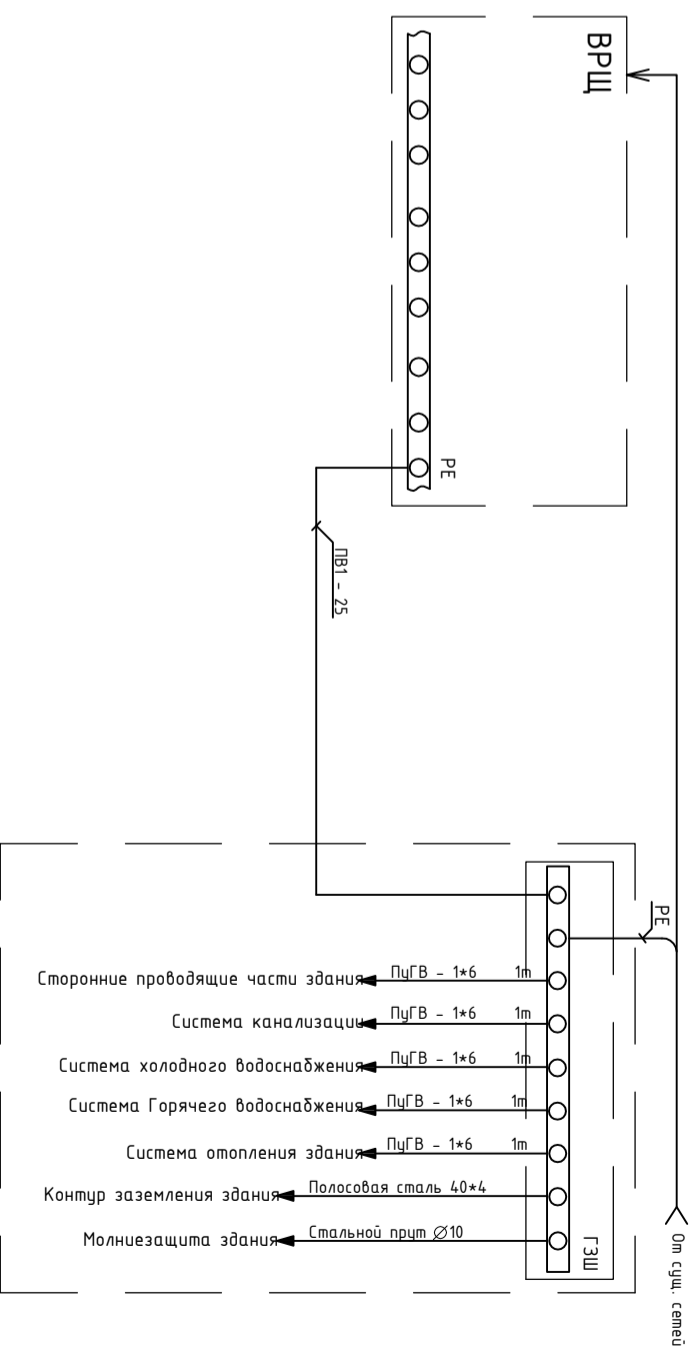 ВРЩ
РЕ
ПВ1 - 25
РЕ
Сторонние проводящие части здания ПуГВ - 1*6 1m
Система канализации ПуГВ - 1*6 1m
Система холодного водоснабжения ПуГВ - 1*6 1m
Система Горячего водоснабжения ПуГВ - 1*6 1m
Система отопления здания ПуГВ - 1*6 1m
Контур заземления здания Полосовая сталь 40*4
Молниезащита здания Стальной прут ∅10
ГЗШ
От сущ. сетей